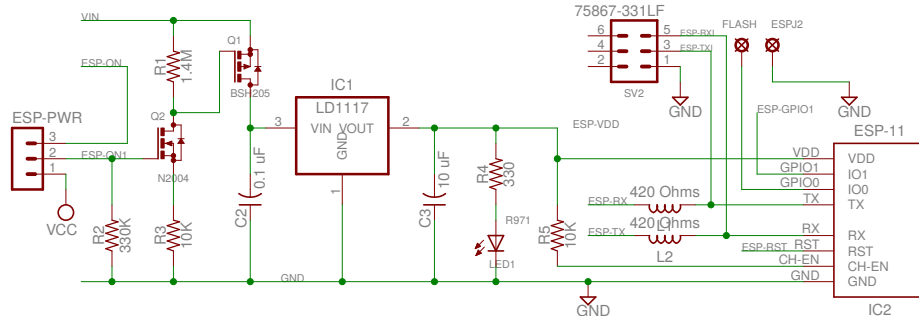 VIN
75867-331LF
FLASH
ESPJ2
Q1
6
5
ESP-RXI
4
3
ESP-TXI
2
1
SV2
GND
GND
R1
1.4M
ESP-ON
BSH205
IC1
LD1117
VIN VOUT
GND
3
2
1
ESP-PWR
3
2
1
Q2
ESP-ON1
N2004
VCC
R2
330K
R3
10K
C2
0.1 uF
C3
10 uF
R4
330
R971
LED1
ESP-VDD
R5
10K
ESP-GPIO1
ESP-11
VDD
VDD
GPIO1
IO1
GPIO0
IO0
TX
TX
RX
RX
RST
RST
CH-EN
CH-EN
GND
GND
IC2
ESP-RX
420 Ohms
L1
ESP-TX
420 Ohms
L2
ESP-RST
GND
GND